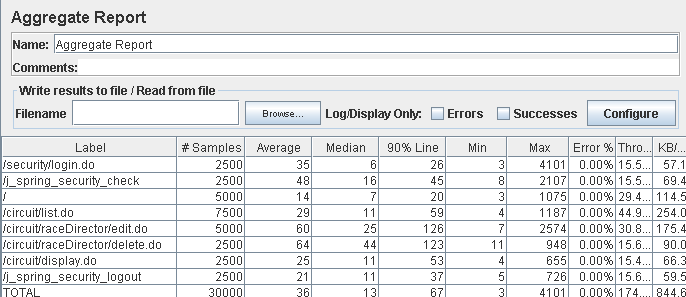 Aggregate Report
Name: Aggregate Report
Comments:
Write results to file / Read from file
Filename Browse... Log/Display Only: Errors Successes Configure
Label # Samples Average Median 90% Line Min Max Error % Thro... KB/...
/security/login.do 2500 35 6 26 3 4101 0.00% 15.5... 57.1
/j_spring_security_check 2500 48 16 45 8 2107 0.00% 15.5... 69.4
/ 5000 14 7 20 3 1075 0.00% 29.4... 114.5
/circuit/list.do 7500 29 11 59 4 1187 0.00% 44.9... 254.0
/circuit/raceDirector/edit.do 5000 60 25 126 7 2574 0.00% 30.8... 175.4
/circuit/raceDirector/delete.do 2500 64 44 123 11 948 0.00% 15.6... 90.0
/circuit/display.do 2500 25 11 53 4 655 0.00% 15.4... 66.3
/j_spring_security_logout 2500 21 11 37 5 726 0.00% 15.6... 59.5
TOTAL 30000 36 13 67 3 4101 0.00% 174... 844.6